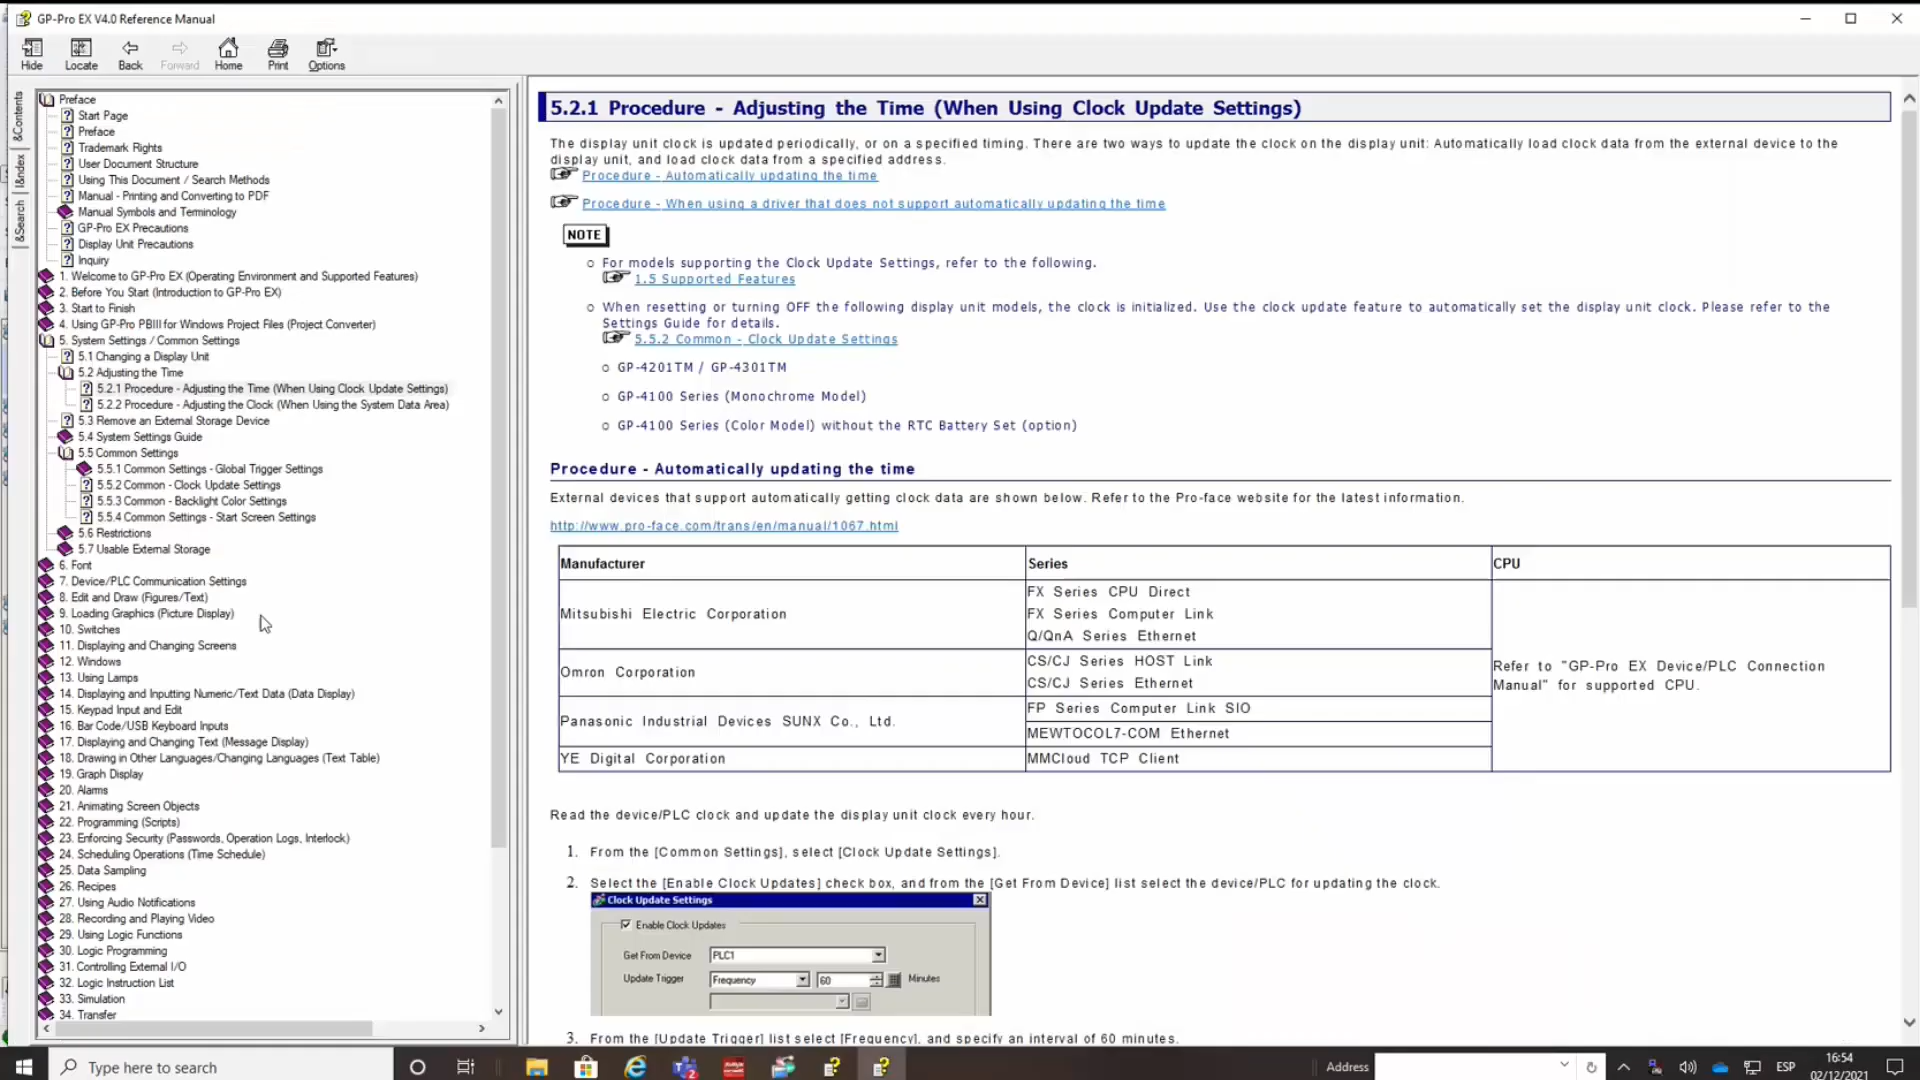 GP-Pro EX V4.0 Reference Manual
Hide
Locate
Back
Forward
Home
Print
Options
&Contents
I&ndex
&Search
Preface
Start Page
Preface
Trademark Rights
User Document Structure
Using This Document / Search Methods
Manual - Printing and Converting to PDF
Manual Symbols and Terminology
GP-Pro EX Precautions
Display Unit Precautions
Inquiry
1. Welcome to GP-Pro EX (Operating Environment and Supported Features)
2. Before You Start (Introduction to GP-Pro EX)
3. Start to Finish
4. Using GP-Pro PBIII for Windows Project Files (Project Converter)
5. System Settings / Common Settings
5.1 Changing a Display Unit
5.2 Adjusting the Time
5.2.1 Procedure - Adjusting the Time (When Using Clock Update Settings)
5.2.2 Procedure - Adjusting the Clock (When Using the System Data Area)
5.3 Remove an External Storage Device
5.4 System Settings Guide
5.5 Common Settings
5.5.1 Common Settings - Global Trigger Settings
5.5.2 Common - Clock Update Settings
5.5.3 Common - Backlight Color Settings
5.5.4 Common Settings - Start Screen Settings
5.6 Restrictions
5.7 Usable External Storage
6. Font
7. Device/PLC Communication Settings
8. Edit and Draw (Figures/Text)
9. Loading Graphics (Picture Display)
10. Switches
11. Displaying and Changing Screens
12. Windows
13. Using Lamps
14. Displaying and Inputting Numeric/Text Data (Data Display)
15. Keypad Input and Edit
16. Bar Code/USB Keyboard Inputs
17. Displaying and Changing Text (Message Display)
18. Drawing in Other Languages/Changing Languages (Text Table)
19. Graph Display
20. Alarms
21. Animating Screen Objects
22. Programming (Scripts)
23. Enforcing Security (Passwords, Operation Logs, Interlock)
24. Scheduling Operations (Time Schedule)
25. Data Sampling
26. Recipes
27. Using Audio Notifications
28. Recording and Playing Video
29. Using Logic Functions
30. Logic Programming
31. Controlling External I/O
32. Logic Instruction List
33. Simulation
34. Transfer
5.2.1 Procedure - Adjusting the Time (When Using Clock Update Settings)
The display unit clock is updated periodically, or on a specified timing. There are two ways to update the clock on the display unit: Automatically load clock data from the external device to the
display unit, and load clock data from a specified address.
Procedure - Automatically updating the time
Procedure - When using a driver that does not support automatically updating the time
NOTE
For models supporting the Clock Update Settings, refer to the following.
1.5 Supported Features
When resetting or turning OFF the following display unit models, the clock is initialized. Use the clock update feature to automatically set the display unit clock. Please refer to the
Settings Guide for details.
5.5.2 Common - Clock Update Settings
GP-4201TM / GP-4301TM
GP-4100 Series (Monochrome Model)
GP-4100 Series (Color Model) without the RTC Battery Set (option)
Procedure - Automatically updating the time
External devices that support automatically getting clock data are shown below. Refer to the Pro-face website for the latest information.
http://www.pro-face.com/trans/en/manual/1067.html
Manufacturer Series CPU
Mitsubishi Electric Corporation
FX Series CPU Direct
FX Series Computer Link
Q/QnA Series Ethernet
Omron Corporation
CS/CJ Series HOST Link
CS/CJ Series Ethernet
Panasonic Industrial Devices SUNX Co., Ltd.
FP Series Computer Link SIO
MEWTOCOL7-COM Ethernet
YE Digital Corporation
MMCloud TCP Client
Refer to "GP-Pro EX Device/PLC Connection
Manual" for supported CPU.
Read the device/PLC clock and update the display unit clock every hour.
1. From the [Common Settings], select [Clock Update Settings].
2. Select the [Enable Clock Updates] check box, and from the [Get From Device] list select the device/PLC for updating the clock.
Clock Update Settings
Enable Clock Updates
Get From Device PLC1
Update Trigger Frequency 60 Minutes
3. From the [Update Trigger] list select [Frequency], and specify an interval of 60 minutes.
Type here to search
Address
ESP
16:54
02/12/2021